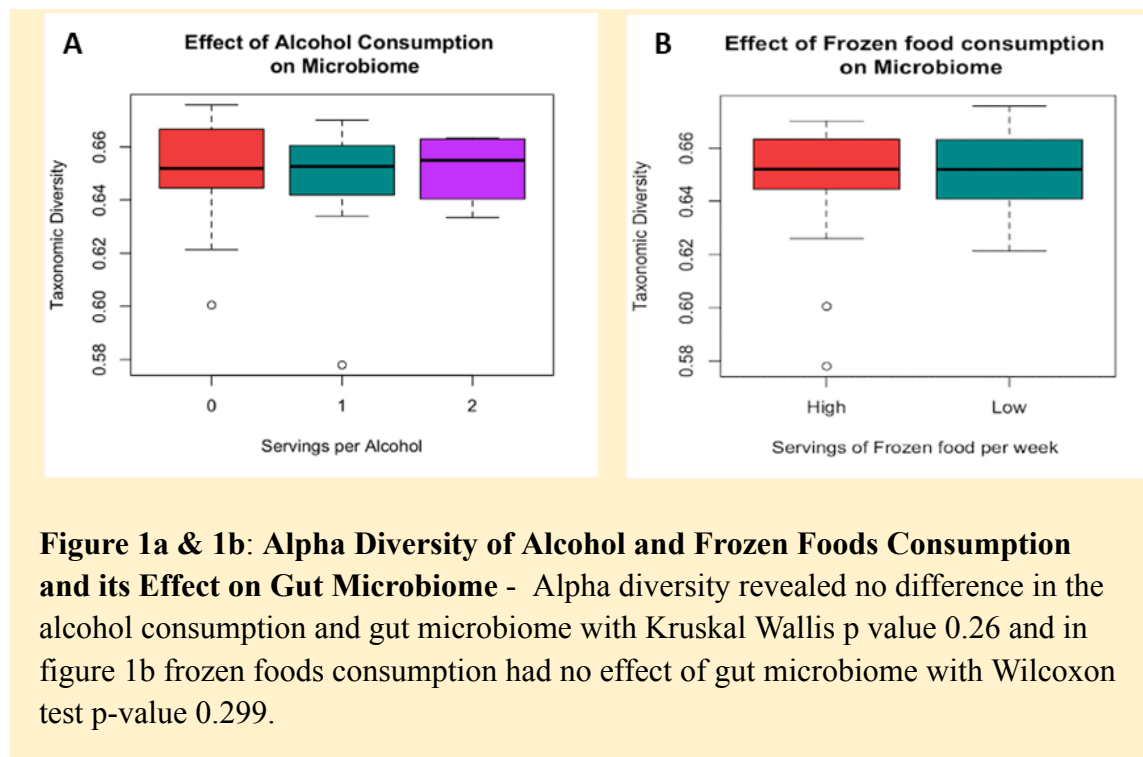 A
Effect of Alcohol Consumption
on Microbiome
Taxonomic Diversity
0.66
0.64
0.62
0.60
0.58
0
1
2
Servings per Alcohol
B
Effect of Frozen food consumption
on Microbiome
Taxonomic Diversity
0.66
0.64
0.62
0.60
0.58
High
Low
Servings of Frozen food per week
Figure 1a & 1b: Alpha Diversity of Alcohol and Frozen Foods Consumption
and its Effect on Gut Microbiome - Alpha diversity revealed no difference in the
alcohol consumption and gut microbiome with Kruskal Wallis p value 0.26 and in
figure 1b frozen foods consumption had no effect of gut microbiome with Wilcoxon
test p-value 0.299.